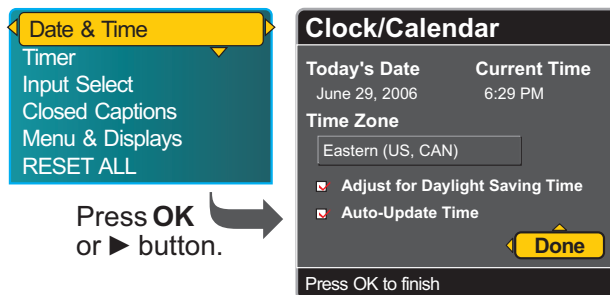 Date & Time
Timer
Input Select
Closed Captions
Menu & Displays
RESET ALL
Press OK
or ► button.
Clock/Calendar
Today's Date Current Time
June 29, 2006 6:29 PM
Time Zone
Eastern (US, CAN)
Adjust for Daylight Saving Time
Auto-Update Time
Done
Press OK to finish